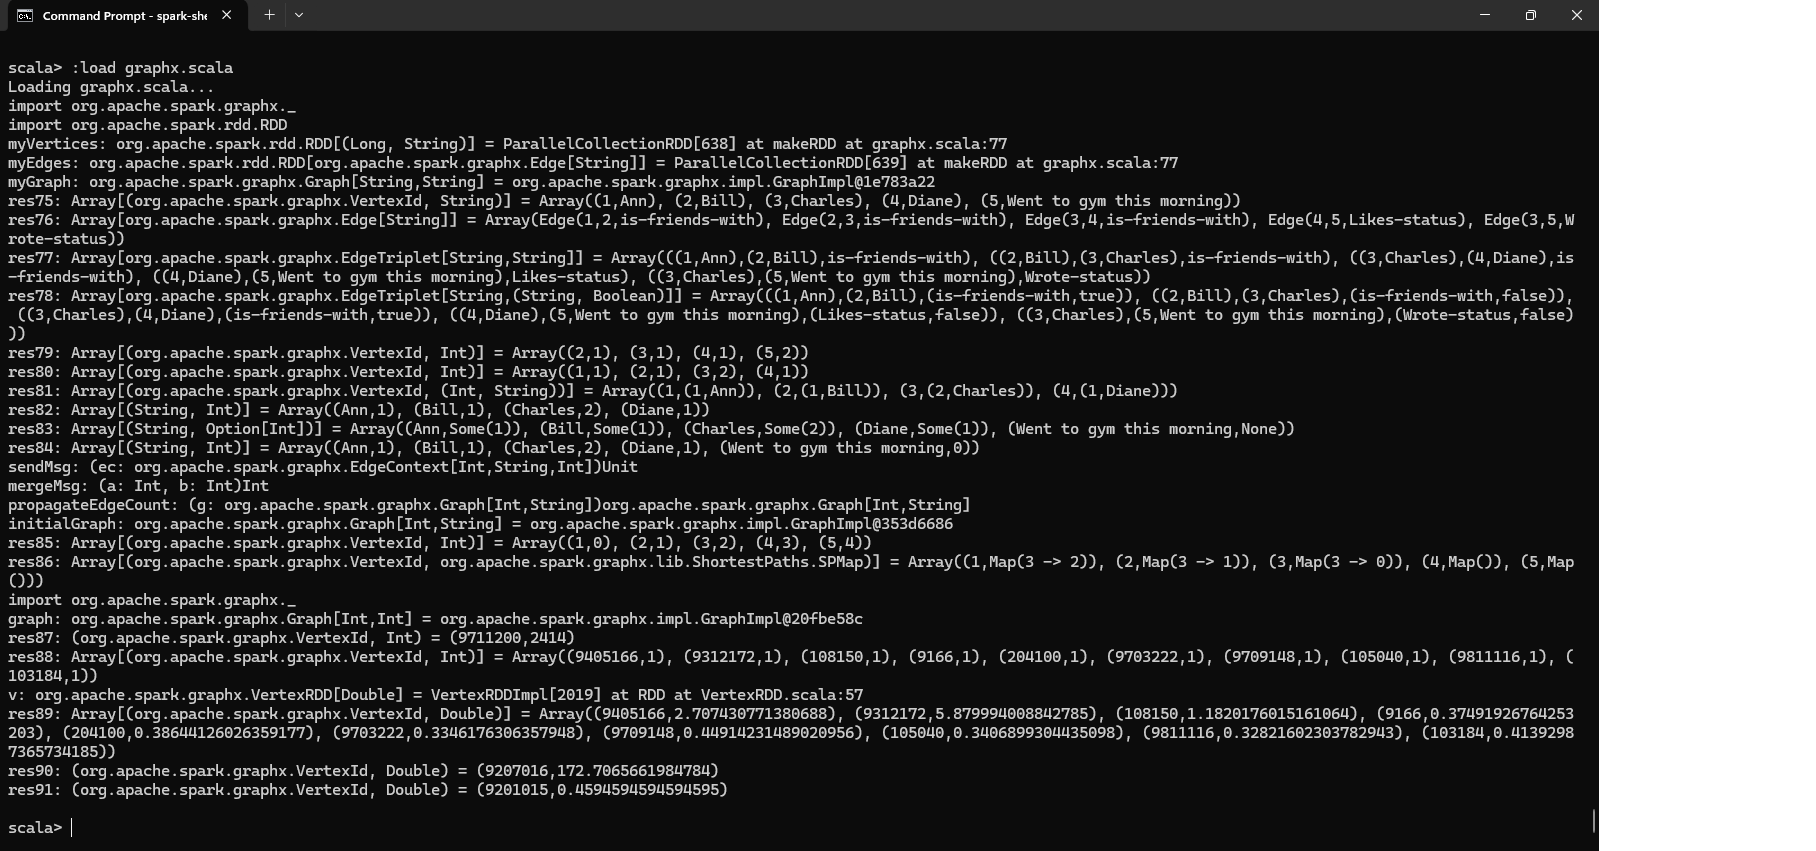 Command Prompt - spark-she
scala> :load graphx.scala
Loading graphx.scala...
import org.apache.spark.graphx._
import org.apache.spark.rdd.RDD
myVertices: org.apache.spark.rdd.RDD[(Long, String)] = ParallelCollectionRDD[638] at makeRDD at graphx.scala:77
myEdges: org.apache.spark.rdd.RDD[org.apache.spark.graphx.Edge[String]] = ParallelCollectionRDD[639] at makeRDD at graphx.scala:77
myGraph: org.apache.spark.graphx.Graph[String,String] = org.apache.spark.graphx.impl.GraphImpl@1e783a22
res75: Array[(org.apache.spark.graphx.VertexId, String)] = Array((1,Ann), (2,Bill), (3,Charles), (4,Diane), (5,Went to gym this morning))
res76: Array[org.apache.spark.graphx.Edge[String]] = Array(Edge(1,2,is-friends-with), Edge(2,3,is-friends-with), Edge(3,4,is-friends-with), Edge(4,5,Likes-status), Edge(3,5,W
rote-status))
res77: Array[org.apache.spark.graphx.EdgeTriplet[String,String]] = Array(((1,Ann),(2,Bill),is-friends-with), ((2,Bill),(3,Charles),is-friends-with), ((3,Charles),(4,Diane),is
-friends-with), ((4,Diane),(5,Went to gym this morning),Likes-status), ((3,Charles),(5,Went to gym this morning),Wrote-status))
res78: Array[org.apache.spark.graphx.EdgeTriplet[String,(String, Boolean)]] = Array(((1,Ann),(2,Bill),(is-friends-with,true)), ((2,Bill),(3,Charles),(is-friends-with,false)),
 ((3,Charles),(4,Diane),(is-friends-with,true)), ((4,Diane),(5,Went to gym this morning),(Likes-status,false)), ((3,Charles),(5,Went to gym this morning),(Wrote-status,false)
))
res79: Array[(org.apache.spark.graphx.VertexId, Int)] = Array((2,1), (3,1), (4,1), (5,2))
res80: Array[(org.apache.spark.graphx.VertexId, Int)] = Array((1,1), (2,1), (3,2), (4,1))
res81: Array[(org.apache.spark.graphx.VertexId, (Int, String))] = Array((1,(1,Ann)), (2,(1,Bill)), (3,(2,Charles)), (4,(1,Diane)))
res82: Array[(String, Int)] = Array((Ann,1), (Bill,1), (Charles,2), (Diane,1))
res83: Array[(String, Option[Int])] = Array((Ann,Some(1)), (Bill,Some(1)), (Charles,Some(2)), (Diane,Some(1)), (Went to gym this morning,None))
res84: Array[(String, Int)] = Array((Ann,1), (Bill,1), (Charles,2), (Diane,1), (Went to gym this morning,0))
sendMsg: (ec: org.apache.spark.graphx.EdgeContext[Int,String,Int])Unit
mergeMsg: (a: Int, b: Int)Int
propagateEdgeCount: (g: org.apache.spark.graphx.Graph[Int,String])org.apache.spark.graphx.Graph[Int,String]
initialGraph: org.apache.spark.graphx.Graph[Int,String] = org.apache.spark.graphx.impl.GraphImpl@353d6686
res85: Array[(org.apache.spark.graphx.VertexId, Int)] = Array((1,0), (2,1), (3,2), (4,3), (5,4))
res86: Array[(org.apache.spark.graphx.VertexId, org.apache.spark.graphx.lib.ShortestPaths.SPMap)] = Array((1,Map(3 -> 2)), (2,Map(3 -> 1)), (3,Map(3 -> 0)), (4,Map()), (5,Map
()))
import org.apache.spark.graphx._
graph: org.apache.spark.graphx.Graph[Int,Int] = org.apache.spark.graphx.impl.GraphImpl@20fbe58c
res87: (org.apache.spark.graphx.VertexId, Int) = (9711200,2414)
res88: Array[(org.apache.spark.graphx.VertexId, Int)] = Array((9405166,1), (9312172,1), (108150,1), (9166,1), (204100,1), (9703222,1), (9709148,1), (105040,1), (9811116,1), (
103184,1))
v: org.apache.spark.graphx.VertexRDD[Double] = VertexRDDImpl[2019] at RDD at VertexRDD.scala:57
res89: Array[(org.apache.spark.graphx.VertexId, Double)] = Array((9405166,2.707430771380688), (9312172,5.879994008842785), (108150,1.1820176015161064), (9166,0.37491926764253
203), (204100,0.38644126026359177), (9703222,0.3346176306357948), (9709148,0.44914231489020956), (105040,0.3406899304435098), (9811116,0.32821602303782943), (103184,0.4139298
7365734185))
res90: (org.apache.spark.graphx.VertexId, Double) = (9207016,172.7065661984784)
res91: (org.apache.spark.graphx.VertexId, Double) = (9201015,0.4594594594594595)
scala>